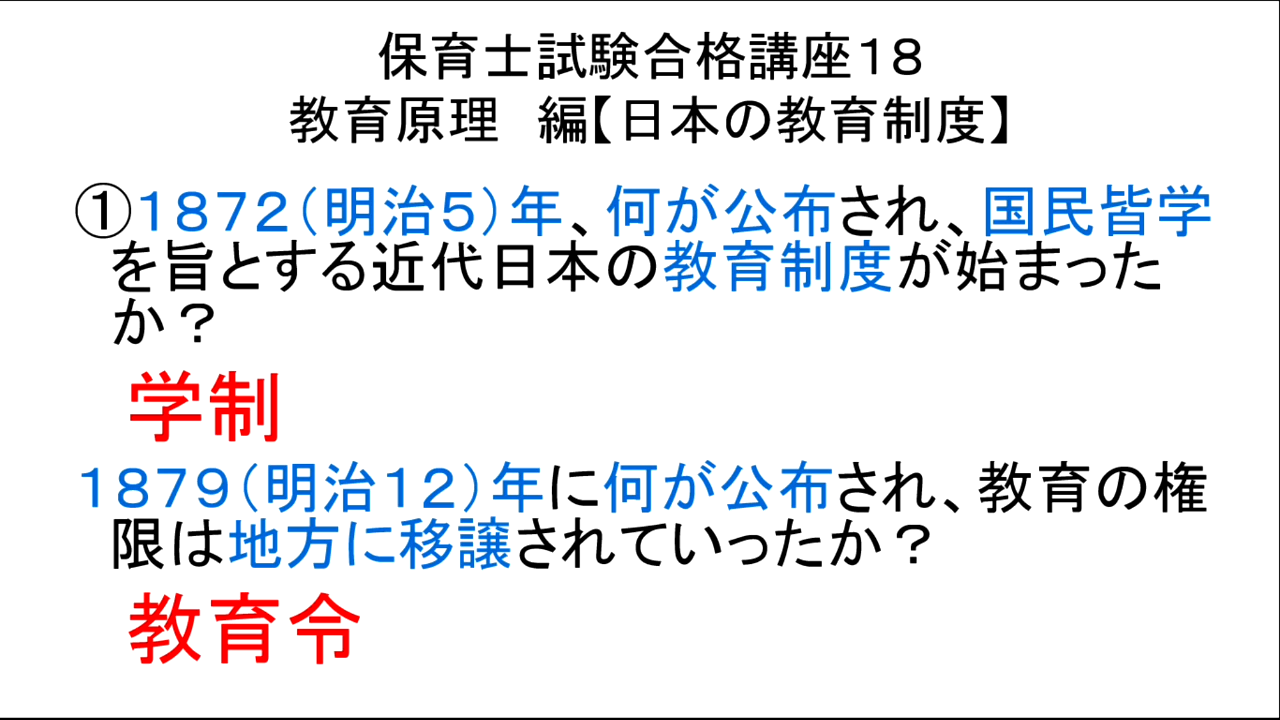 保育士試験合格講座１８
教育原理　編【日本の教育制度】
①１８７２（明治５）年、何が公布され、国民皆学
を旨とする近代日本の教育制度が始まった
か？
学制
１８７９（明治１２）年に何が公布され、教育の権
限は地方に移譲されていったか？
教育令